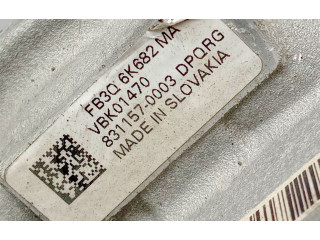 FB3Q 6K682 MA
VBK01470
831157-0003 DPQRG
MADE IN SLOVAKIA